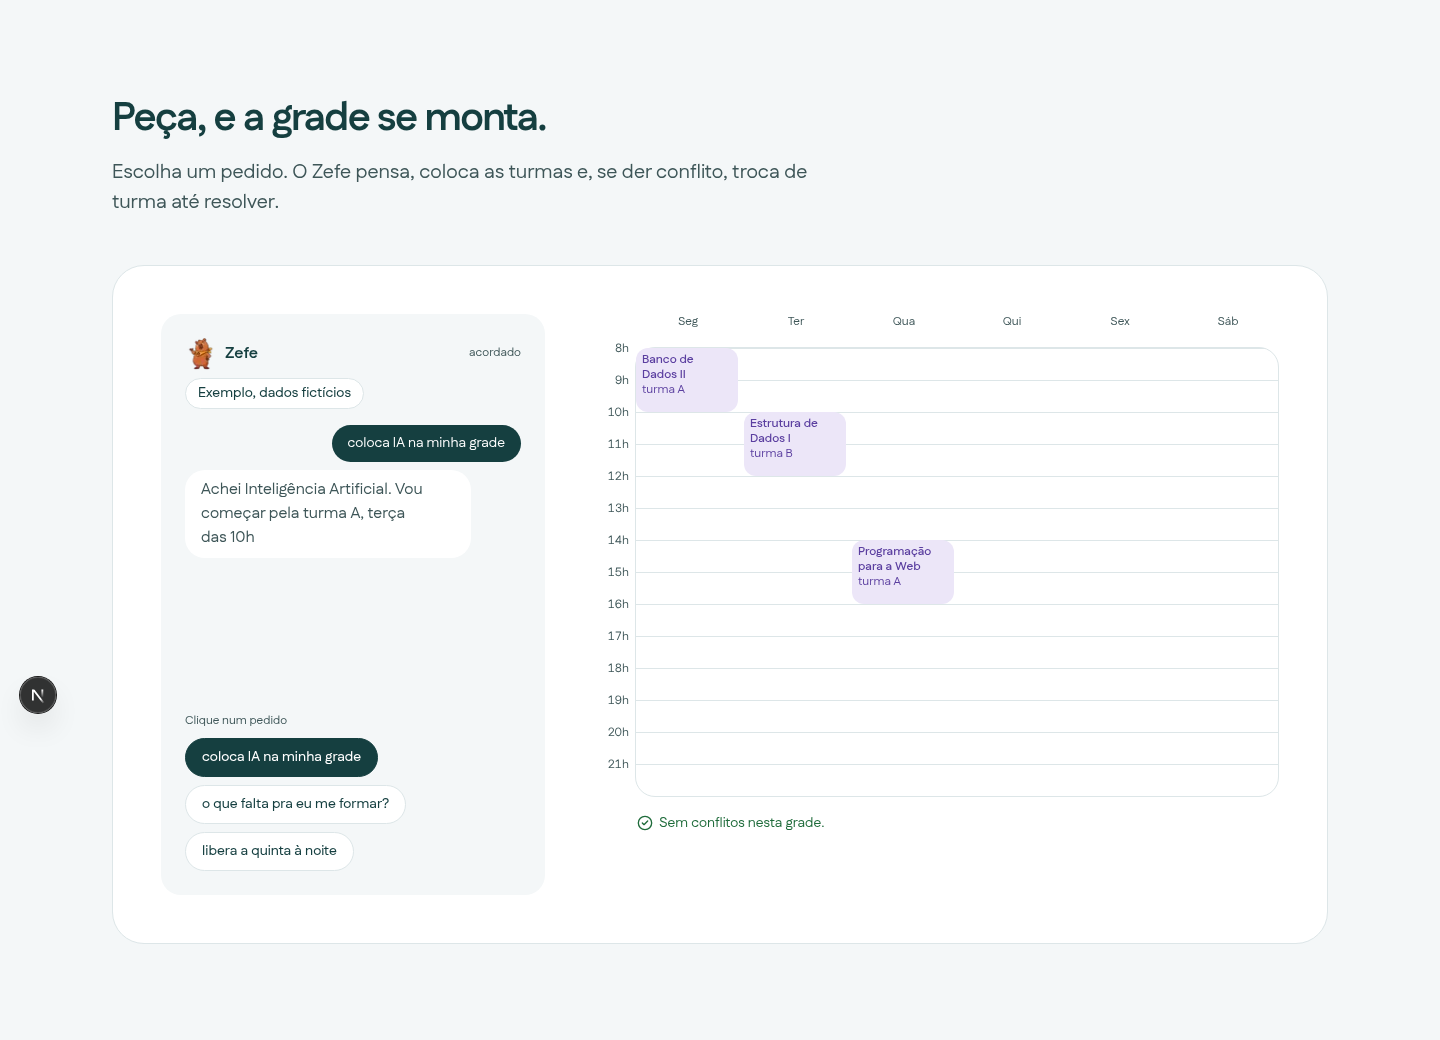 Peça, e a grade se monta.
Escolha um pedido. O Zefe pensa, coloca as turmas e, se der conflito, troca de
turma até resolver.
Zefe
acordado
Exemplo, dados fictícios
coloca IA na minha grade
Achei Inteligência Artificial. Vou
começar pela turma A, terça
das 10h
Clique num pedido
coloca IA na minha grade
o que falta pra eu me formar?
libera a quinta à noite
Seg Ter Qua Qui Sex Sáb
8h
9h
10h
11h
12h
13h
14h
15h
16h
17h
18h
19h
20h
21h
Banco de
Dados II
turma A
Estrutura de
Dados I
turma B
Programação
para a Web
turma A
Sem conflitos nesta grade.
N